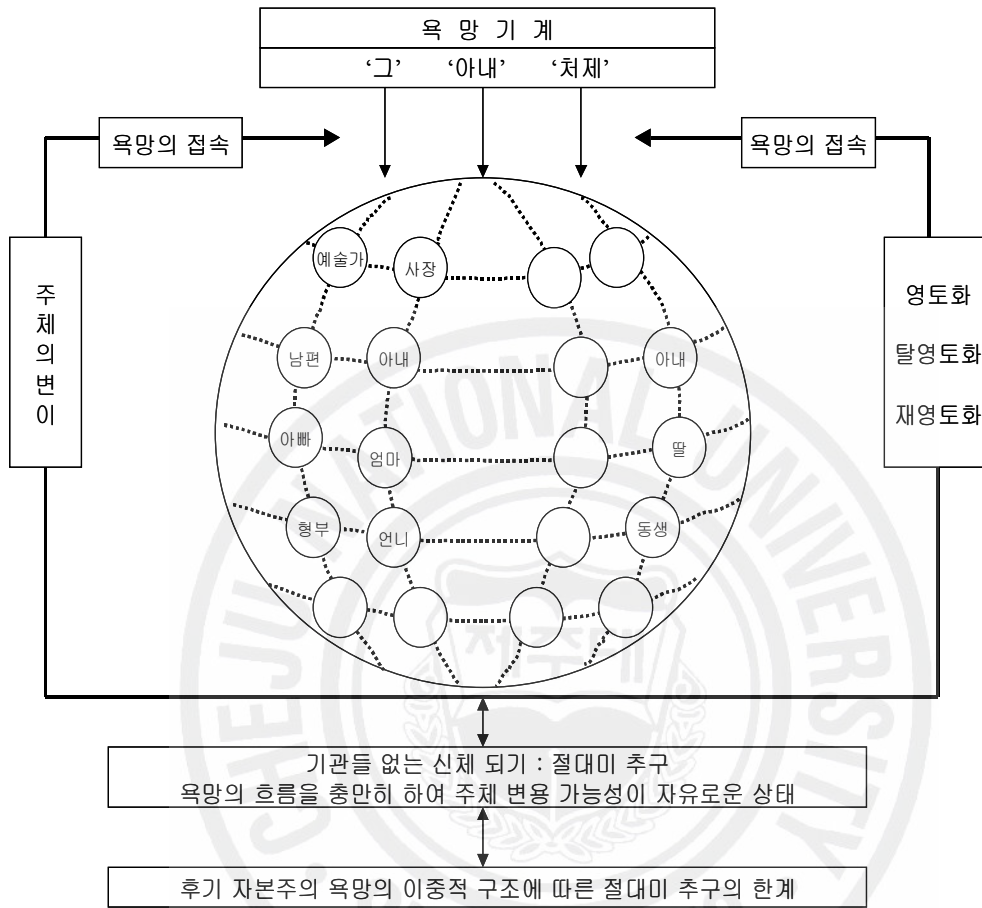 욕 망 기 계
‘그’ ‘아내’ ‘처제’
욕망의 접속
욕망의 접속
주체의변이
영토화
탈영토화
재영토화
예술가
사장
남편
아내
아내
아빠
엄마
딸
형부
언니
동생
기관들 없는 신체 되기 : 절대미 추구
욕망의 흐름을 충만히 하여 주체 변용 가능성이 자유로운 상태
후기 자본주의 욕망의 이중적 구조에 따른 절대미 추구의 한계
CHEJU NATIONAL UNIVERSITY
제주대